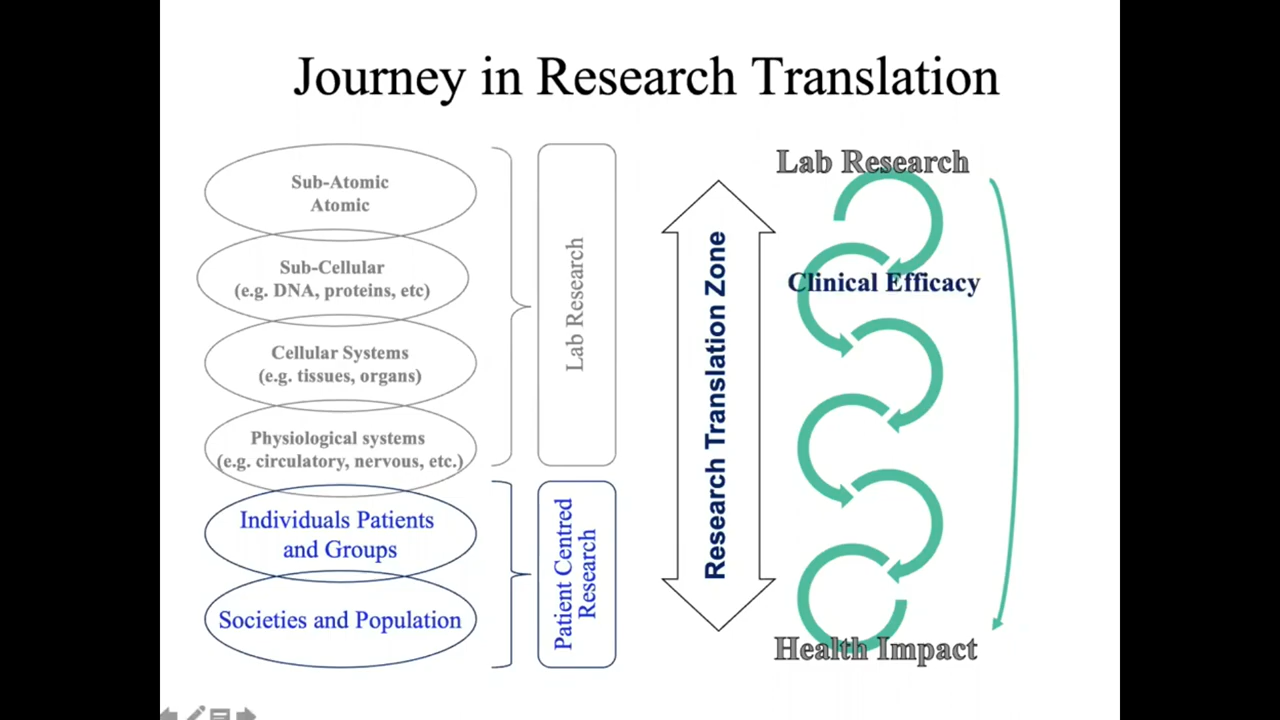 Journey in Research Translation
Sub-Atomic
Atomic
Sub-Cellular
(e.g. DNA, proteins, etc)
Cellular Systems
(e.g. tissues, organs)
Physiological systems
(e.g. circulatory, nervous, etc.)
Individuals Patients
and Groups
Societies and Population
Lab Research
Patient Centred
Research
Research Translation Zone
Lab Research
Clinical Efficacy
Health Impact